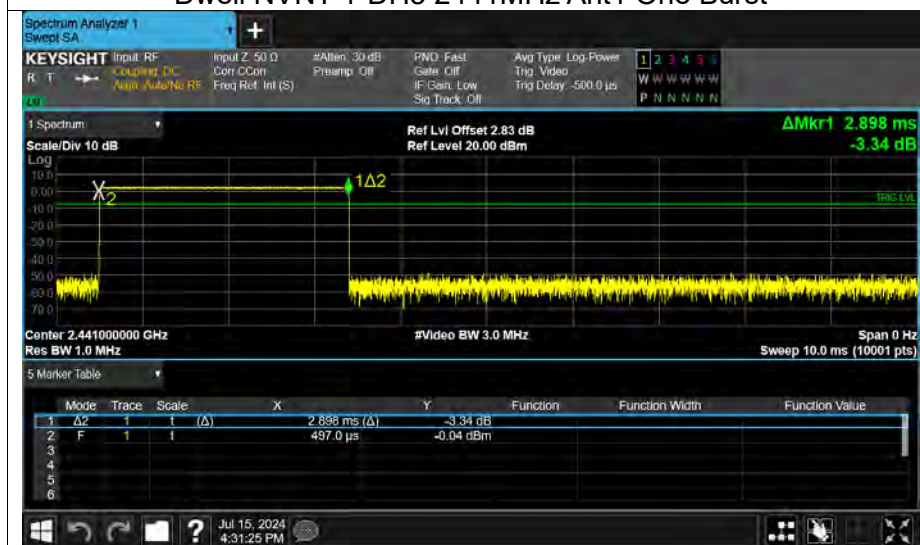 Dwell NVNT 1-DH5 2441MHz Ant1 One Burst
Spectrum Analyzer 1
Swept SA
+
KEYSIGHT Input: RF Input Z: 50 Ω #Atten: 30 dB PNO: Fast Avg Type: Log-Power 1 2 3 4 5 6
R T Coupling: DC Corr CCorr Preamp: Off Gate: Off Trig: Video W W W W W W
Align: Auto/No RF Freq Ref: Int (S) IF Gain: Low Trig Delay: -500.0 µs
Sig Track: Off P N N N N N
1 Spectrum
Ref Lvl Offset 2.83 dB ΔMkr1 2.898 ms
Scale/Div 10 dB Ref Level 20.00 dBm -3.34 dB
Log
10.0
1Δ2
0.00
2
TRIG LVL
-10.0
-20.0
-30.0
-40.0
-50.0
-60.0
-70.0
Center 2.441000000 GHz #Video BW 3.0 MHz Span 0 Hz
Res BW 1.0 MHz Sweep 10.0 ms (10001 pts)
5 Marker Table
Mode Trace Scale X Y Function Function Width Function Value
1 Δ2 1 t (Δ) 2.898 ms (Δ) -3.34 dB
2 F 1 t 497.0 µs -0.04 dBm
3
4
5
6
? Jul 15, 2024
4:31:25 PM